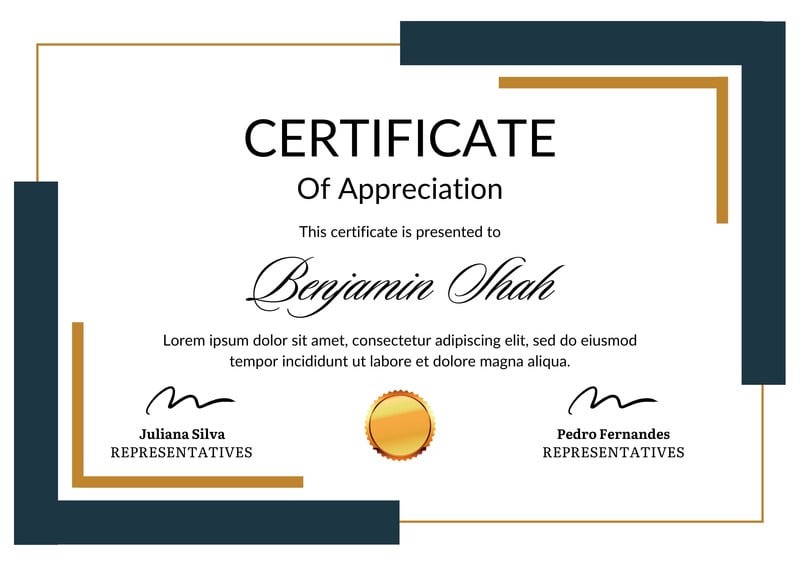 CERTIFICATE
Of Appreciation
This certificate is presented to
Benjamin Shah
Lorem ipsum dolor sit amet, consectetur adipiscing elit, sed do eiusmod
tempor incididunt ut labore et dolore magna aliqua.
Juliana Silva
REPRESENTATIVES
Pedro Fernandes
REPRESENTATIVES